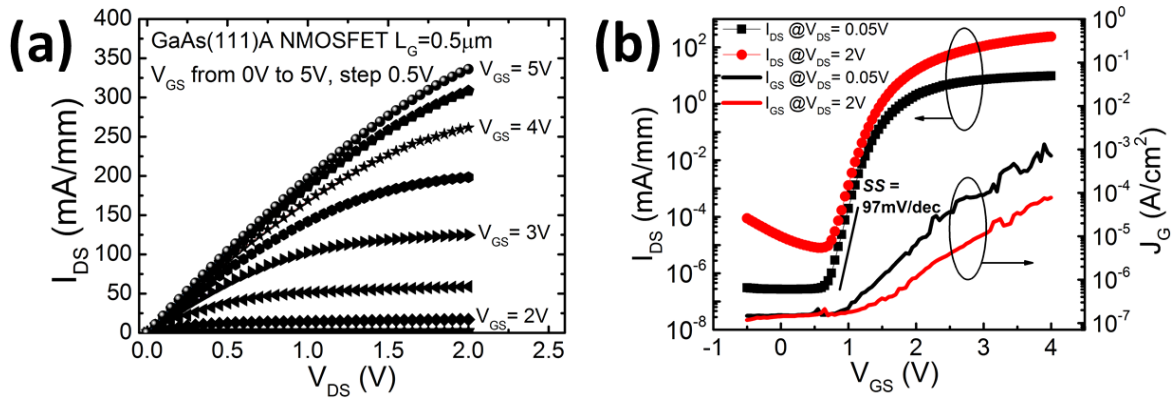 (a)
GaAs(111)A NMOSFET L_G=0.5μm
V_GS from 0V to 5V, step 0.5V
V_GS= 5V
V_GS= 4V
V_GS= 3V
V_GS= 2V
400
350
300
250
200
150
100
50
0
I_DS (mA/mm)
0.0 0.5 1.0 1.5 2.0 2.5
V_DS (V)
(b)
I_DS @V_DS= 0.05V
I_DS @V_DS= 2V
I_GS @V_DS= 0.05V
I_GS @V_DS= 2V
SS =
97mV/dec
10^2
10^0
10^-2
10^-4
10^-6
10^-8
I_DS (mA/mm)
10^0
10^-1
10^-2
10^-3
10^-4
10^-5
10^-6
10^-7
J_G (A/cm^2)
-1 0 1 2 3 4
V_GS (V)